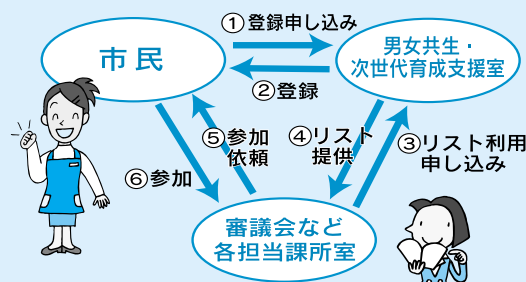 ①登録申し込み
市民
男女共生・
次世代育成支援室
②登録
⑤参加
依頼
④リスト
提供
③リスト利用
申し込み
⑥参加
審議会など
各担当課所室